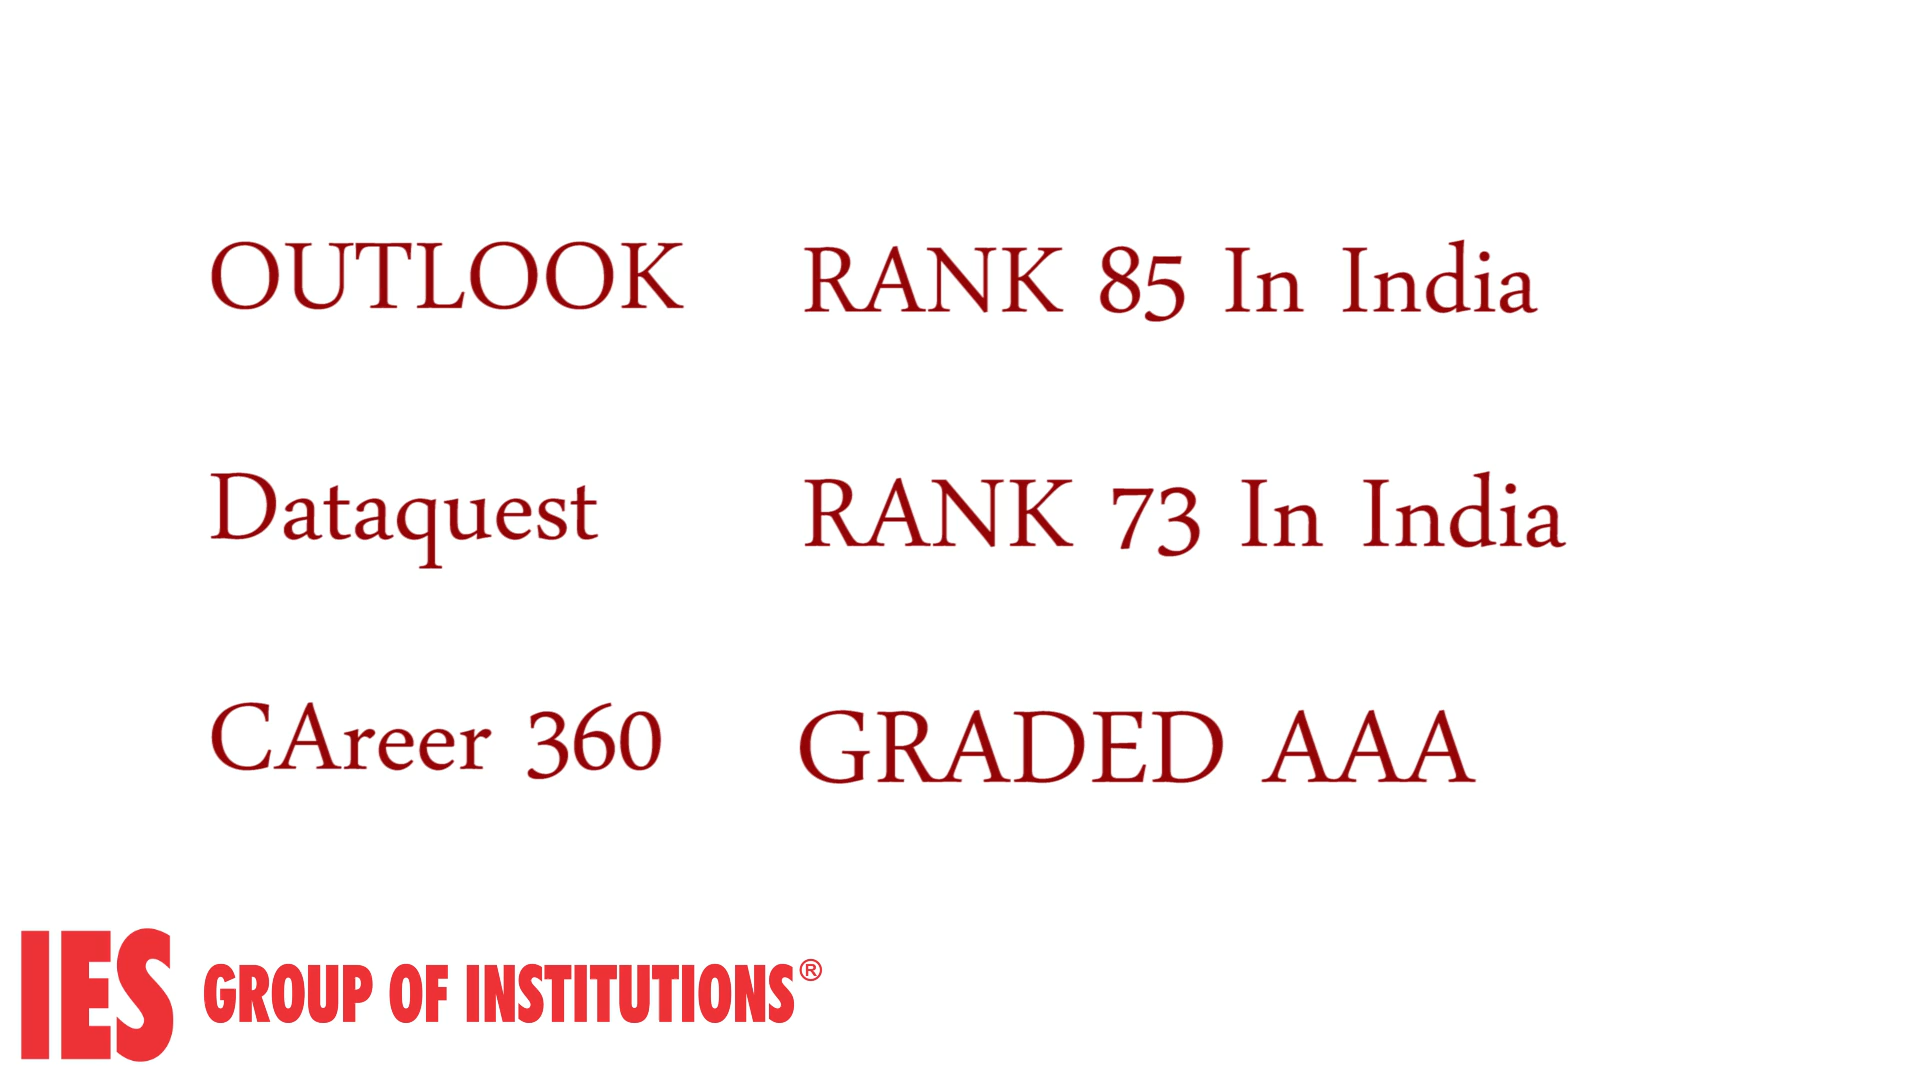 OUTLOOK RANK 85 In India
Dataquest RANK 73 In India
CAreer 360 GRADED AAA
IES GROUP OF INSTITUTIONS®